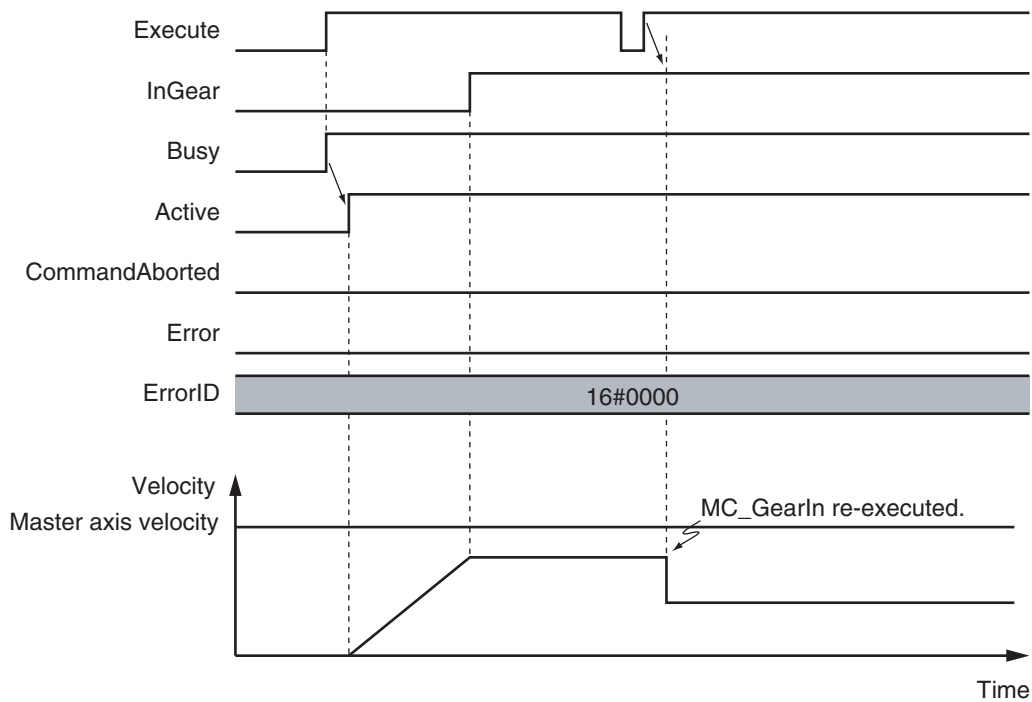 Execute
InGear
Busy
Active
CommandAborted
Error
ErrorID
16#0000
Velocity
Master axis velocity
MC_GearIn re-executed.
Time